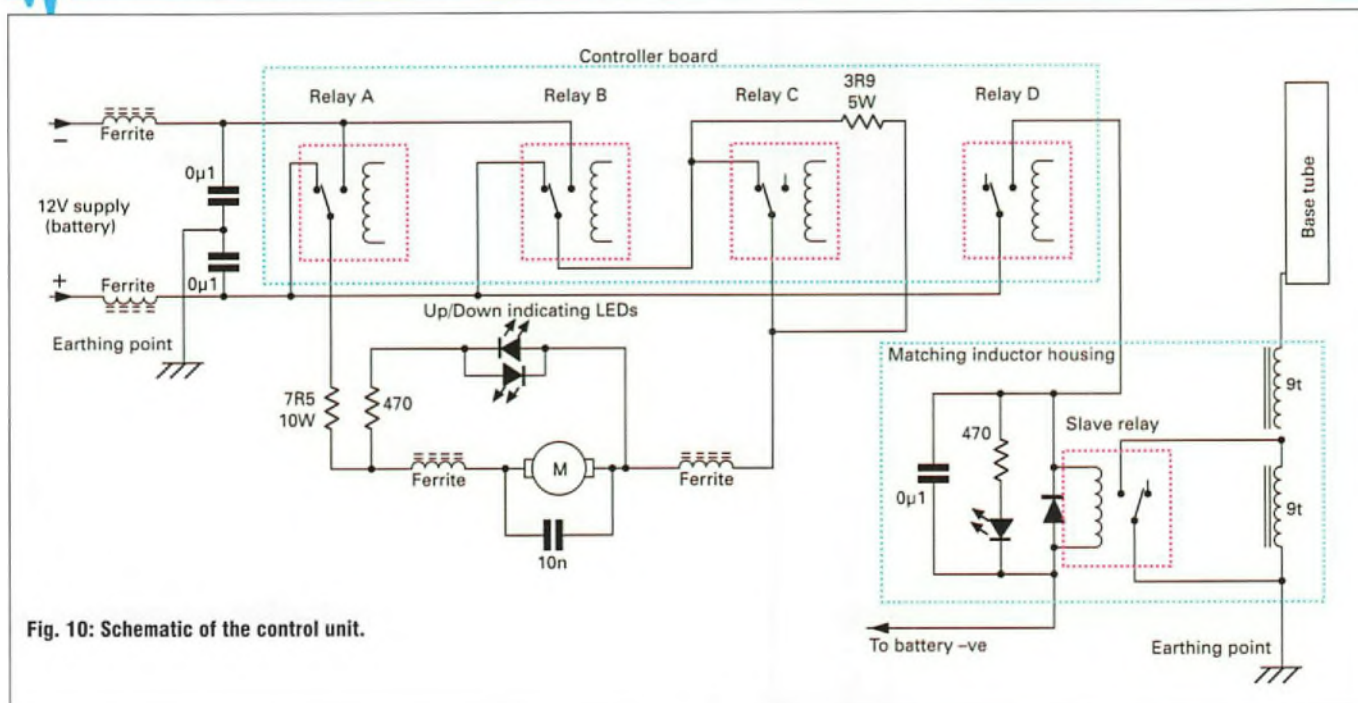 Controller board
Relay A
Relay B
Relay C
3R9
5W
Relay D
–
Ferrite
0µ1
12V supply
(battery)
0µ1
+
Ferrite
Earthing point
Up/Down indicating LEDs
7R5
10W
470
Ferrite
M
Ferrite
10n
Base tube
Matching inductor housing
9t
470
Slave relay
0µ1
9t
To battery –ve
Earthing point
Fig. 10: Schematic of the control unit.